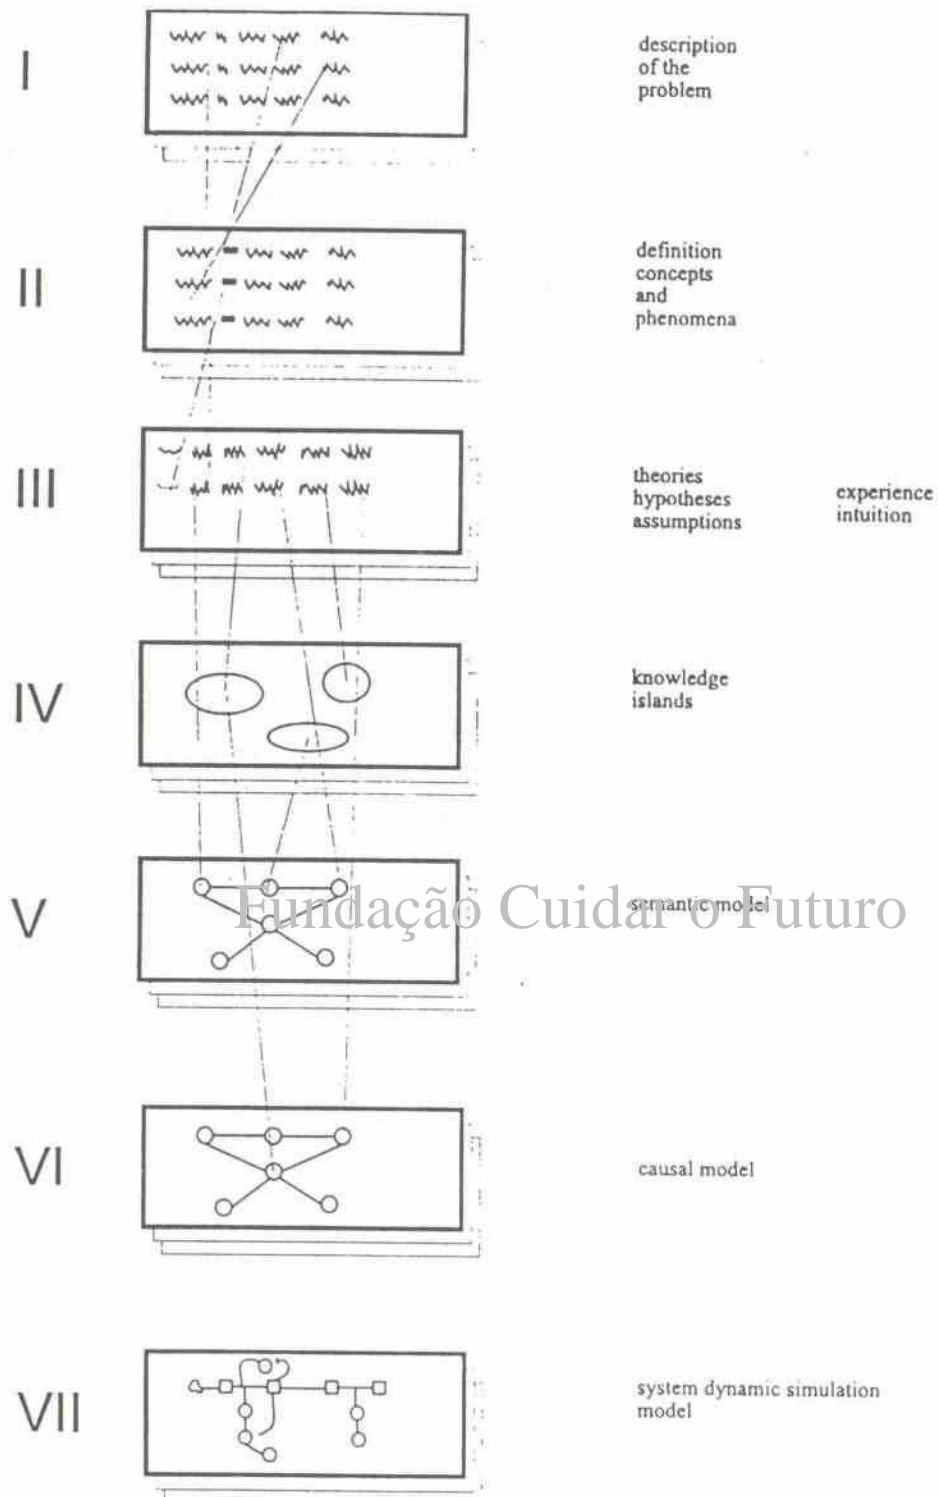 I
description
of the
problem
II
definition
concepts
and
phenomena
III
theories
hypotheses
assumptions
experience
intuition
IV
knowledge
islands
V
semantic model
Fundação Cuidar o Futuro
VI
causal model
VII
system dynamic simulation
model